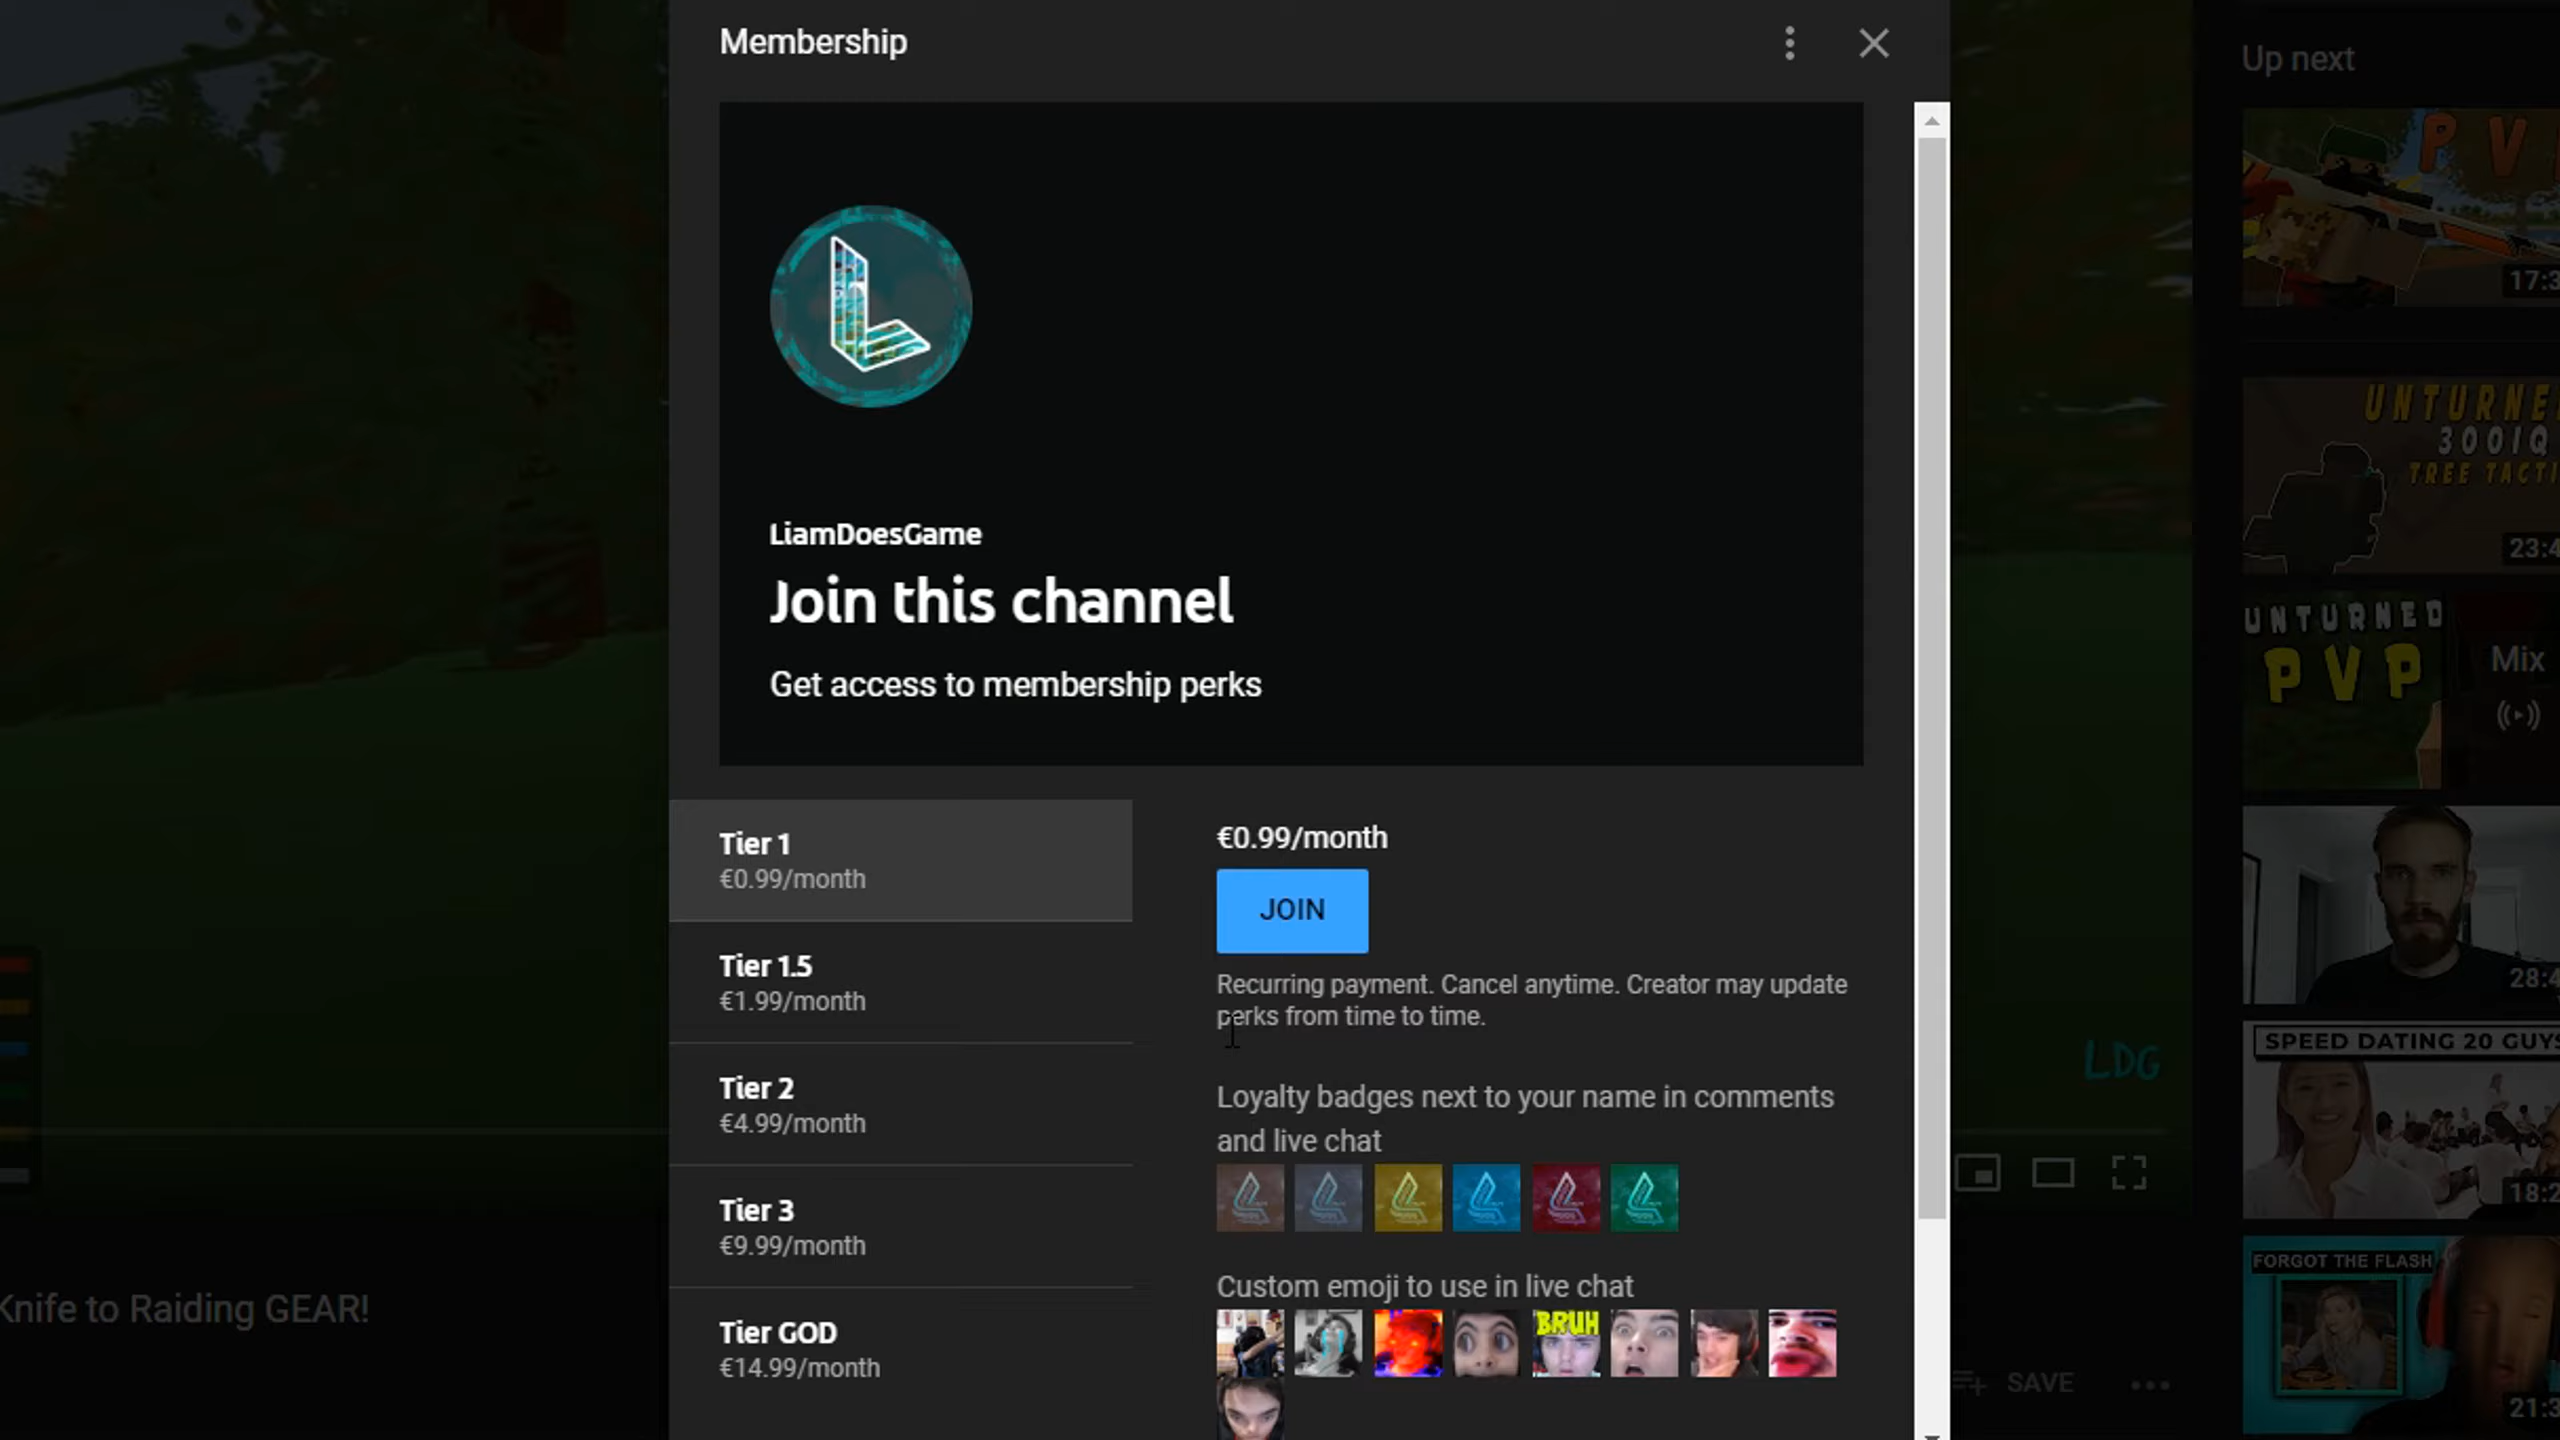 Membership
LiamDoesGame
Join this channel
Get access to membership perks
Tier 1
€0.99/month
Tier 1.5
€1.99/month
Tier 2
€4.99/month
Tier 3
€9.99/month
Tier GOD
€14.99/month
€0.99/month
JOIN
Recurring payment. Cancel anytime. Creator may update
perks from time to time.
Loyalty badges next to your name in comments
and live chat
Custom emoji to use in live chat
BRUH
Knife to Raiding GEAR!
LDG
SAVE
Up next
300IQ
TREE
UNTURNED
PVP
Mix
SPEED DATING 20 GUYS
FORGOT THE FLASH